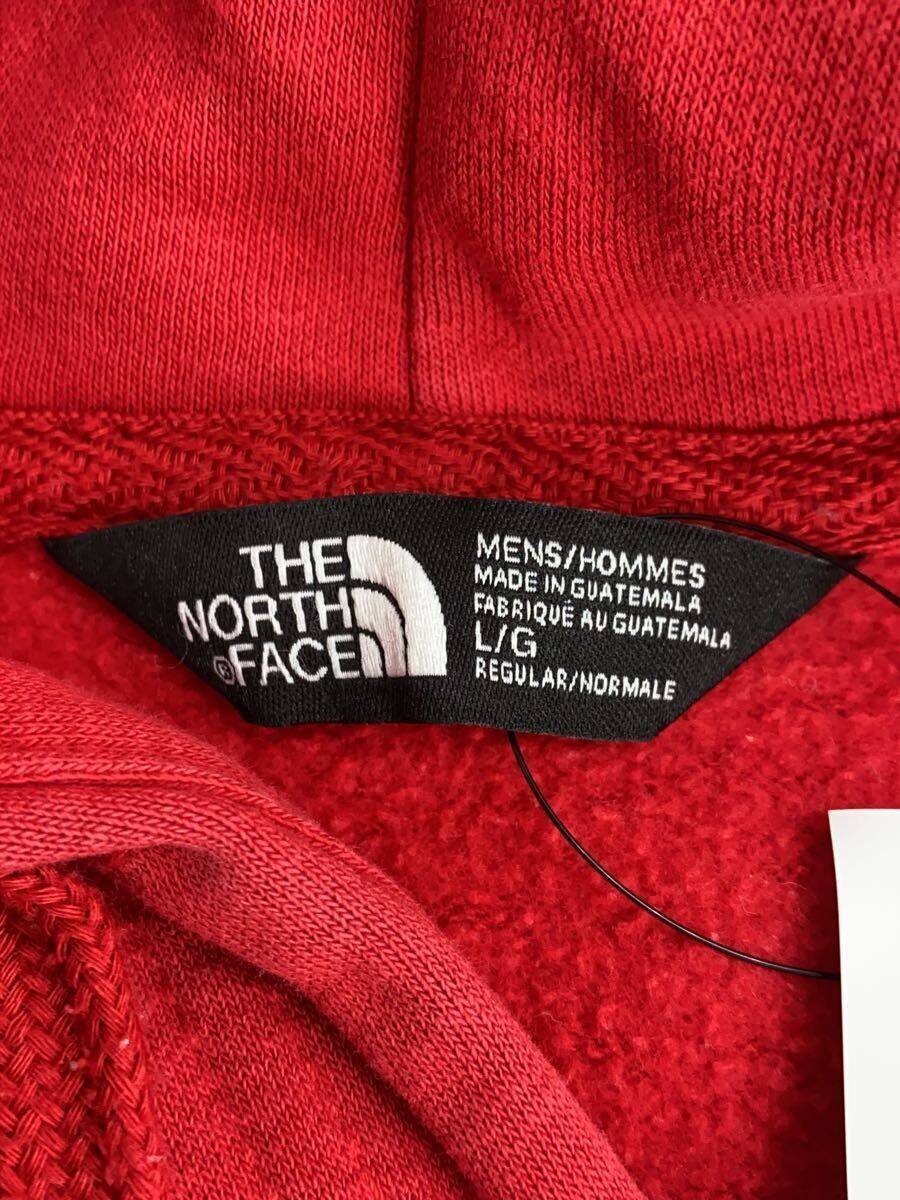 THE
NORTH
®FACE
MENS/HOMMES
MADE IN GUATEMALA
FABRIQUÉ AU GUATEMALA
L/G
REGULAR/NORMALE